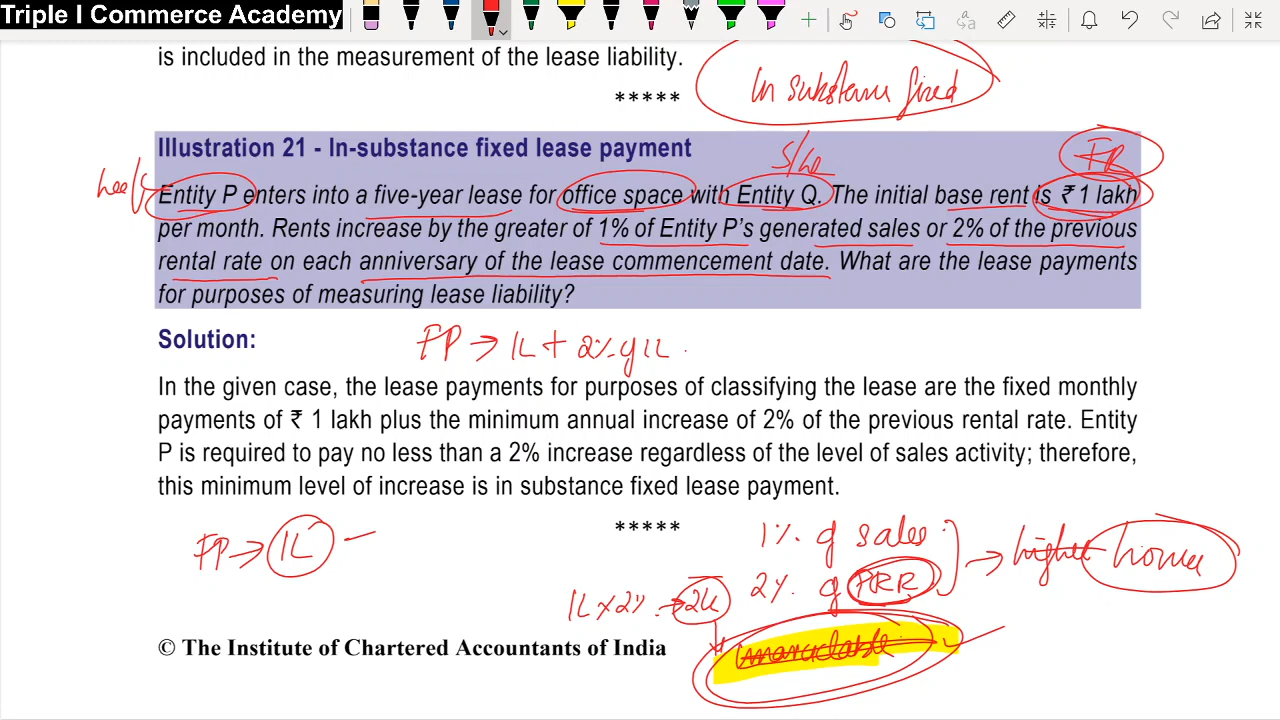 Triple I Commerce Academy
is included in the measurement of the lease liability.
In substance fixed
*****
Illustration 21 - In-substance fixed lease payment
S/LR
FR
Entity P enters into a five-year lease for office space with Entity Q. The initial base rent is ₹ 1 lakh
per month. Rents increase by the greater of 1% of Entity P's generated sales or 2% of the previous
rental rate on each anniversary of the lease commencement date. What are the lease payments
for purposes of measuring lease liability?
Solution:
FP → 1L + 2% of 1L
In the given case, the lease payments for purposes of classifying the lease are the fixed monthly
payments of ₹ 1 lakh plus the minimum annual increase of 2% of the previous rental rate. Entity
P is required to pay no less than a 2% increase regardless of the level of sales activity; therefore,
this minimum level of increase is in substance fixed lease payment.
*****
1% of sales
FP → 1L
higher
2% of PRR
1L x 2% → 2k
© The Institute of Chartered Accountants of India